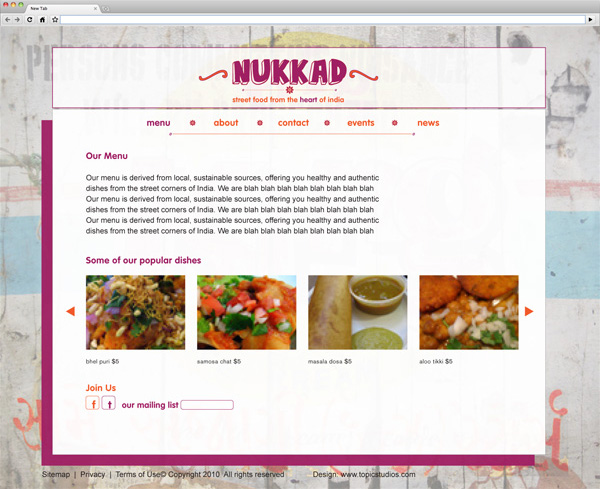 New Tab
PERSONS COMMITTING NUISANCE
NUKKAD
street food from the heart of india
menu about contact events news
Our Menu
Our menu is derived from local, sustainable sources, offering you healthy and authentic
dishes from the street corners of India. We are blah blah blah blah blah blah blah blah
Our menu is derived from local, sustainable sources, offering you healthy and authentic
dishes from the street corners of India. We are blah blah blah blah blah blah blah blah
Our menu is derived from local, sustainable sources, offering you healthy and authentic
dishes from the street corners of India. We are blah blah blah blah blah blah blah blah
Some of our popular dishes
bhel puri $5 samosa chat $5 masala dosa $5 aloo tikki $5
Join Us
f t our mailing list
Sitemap | Privacy | Terms of Use© Copyright 2010 All rights reserved Design: www.topicstudios.com